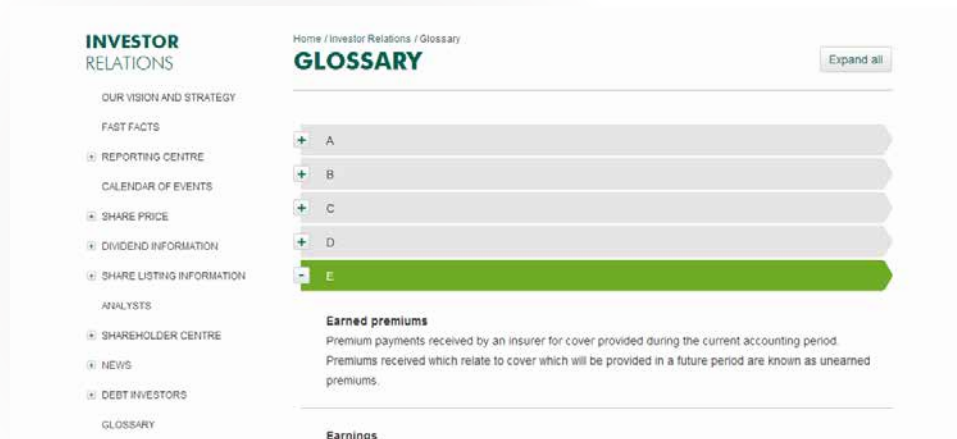 INVESTOR
RELATIONS
OUR VISION AND STRATEGY
FAST FACTS
REPORTING CENTRE
CALENDAR OF EVENTS
SHARE PRICE
DIVIDEND INFORMATION
SHARE LISTING INFORMATION
ANALYSTS
SHAREHOLDER CENTRE
NEWS
DEBT INVESTORS
GLOSSARY
Home / Investor Relations / Glossary
GLOSSARY
Expand all
+ A
+ B
+ C
+ D
- E
Earned premiums
Premium payments received by an insurer for cover provided during the current accounting period.
Premiums received which relate to cover which will be provided in a future period are known as unearned
premiums.
Earnings